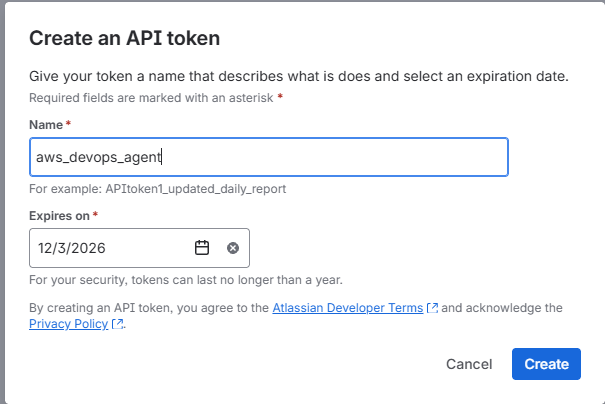 Create an API token
Give your token a name that describes what is does and select an expiration date.
Required fields are marked with an asterisk *
Name *
aws_devops_agent
For example: APItoken1_updated_daily_report
Expires on *
12/3/2026
For your security, tokens can last no longer than a year.
By creating an API token, you agree to the Atlassian Developer Terms and acknowledge the
Privacy Policy.
Cancel Create